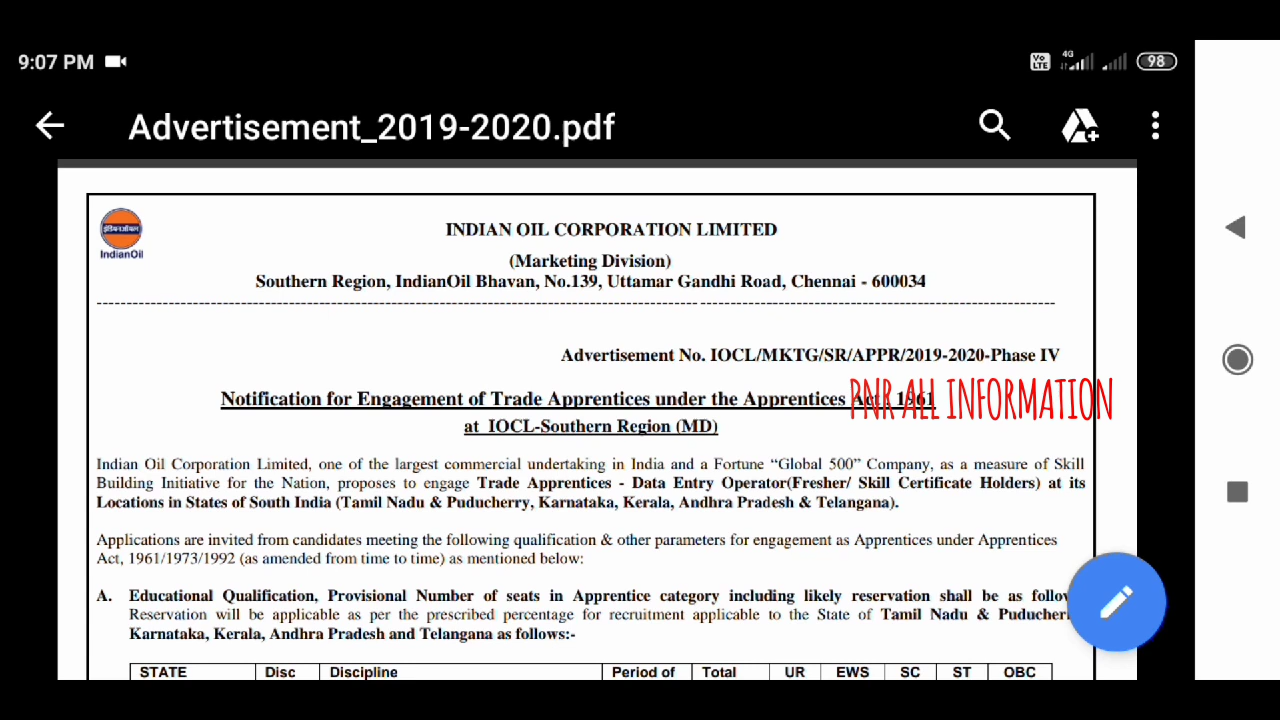 9:07 PM
Vo LTE 4G 98
Advertisement_2019-2020.pdf
इंडियनऑयल
IndianOil
INDIAN OIL CORPORATION LIMITED
(Marketing Division)
Southern Region, IndianOil Bhavan, No.139, Uttamar Gandhi Road, Chennai - 600034
Advertisement No. IOCL/MKTG/SR/APPR/2019-2020-Phase IV
PNR ALL INFORMATION
Notification for Engagement of Trade Apprentices under the Apprentices Act 1961
at IOCL-Southern Region (MD)
Indian Oil Corporation Limited, one of the largest commercial undertaking in India and a Fortune “Global 500” Company, as a measure of Skill
Building Initiative for the Nation, proposes to engage Trade Apprentices - Data Entry Operator(Fresher/ Skill Certificate Holders) at its
Locations in States of South India (Tamil Nadu & Puducherry, Karnataka, Kerala, Andhra Pradesh & Telangana).
Applications are invited from candidates meeting the following qualification & other parameters for engagement as Apprentices under Apprentices
Act, 1961/1973/1992 (as amended from time to time) as mentioned below:
A. Educational Qualification, Provisional Number of seats in Apprentice category including likely reservation shall be as
Reservation will be applicable as per the prescribed percentage for recruitment applicable to the State of Tamil Nadu &
Karnataka, Kerala, Andhra Pradesh and Telangana as follows:-
STATE Disc Discipline Period of Total UR EWS SC ST OBC